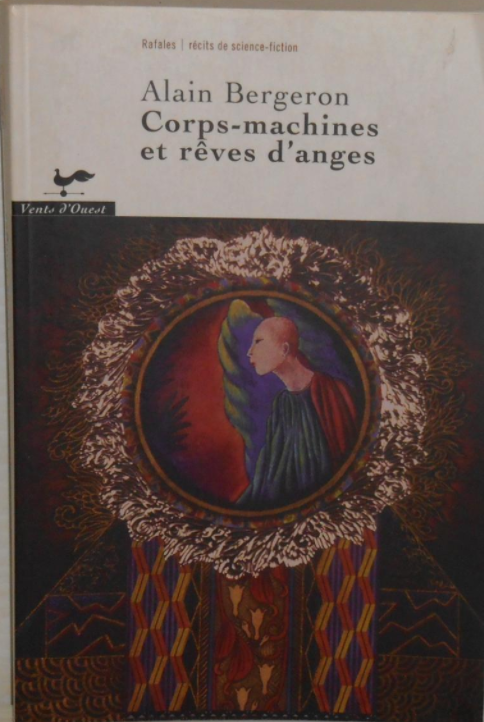 Rafales | récits de science-fiction
Alain Bergeron
Corps-machines
et rêves d'anges
Vents d'Ouest